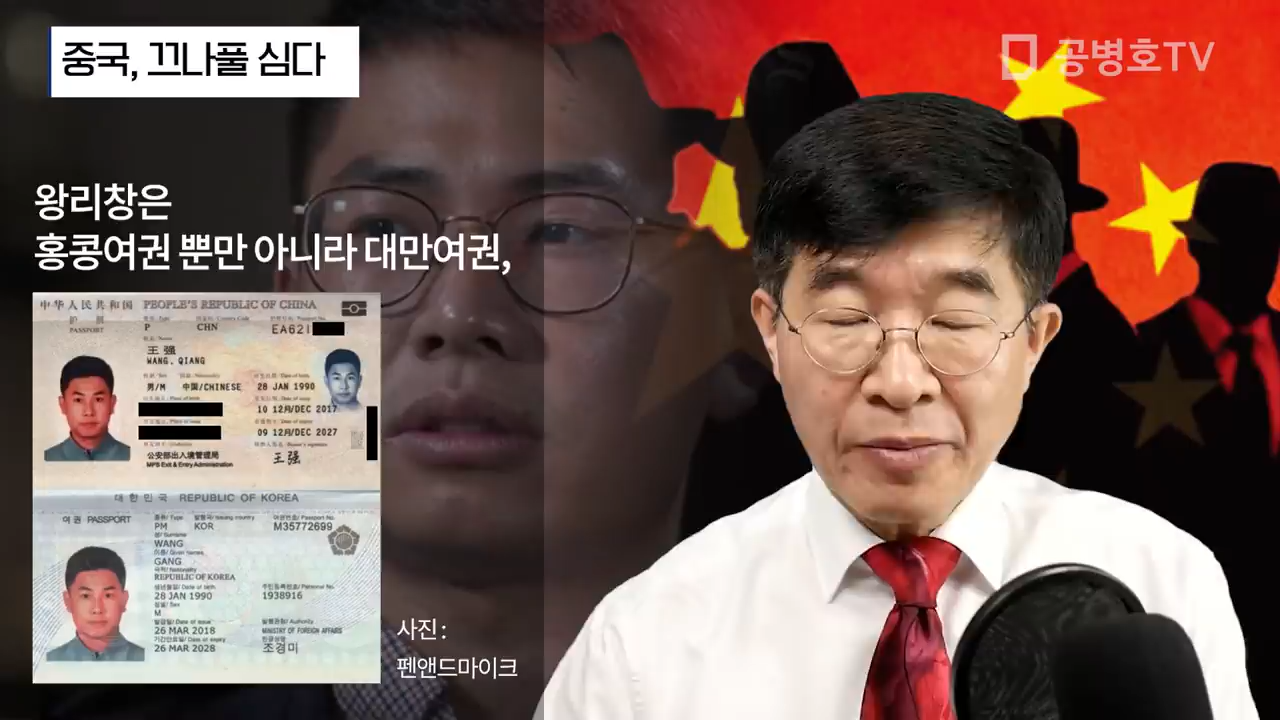 중국, 끄나풀 심다
공병호TV
왕리창은
홍콩여권 뿐만 아니라 대만여권,
中华人民共和国 PEOPLE'S REPUBLIC OF CHINA
护照
PASSPORT
P CHN EA621
王强
WANG, QIANG
男/M 中国/CHINESE 28 JAN 1990
10 12月/DEC 2017
09 12月/DEC 2027
公安部出入境管理局
MPS Exit & Entry Administration
王强
대한민국 REPUBLIC OF KOREA
여권 PASSPORT
PM KOR M35772699
WANG
GANG
REPUBLIC OF KOREA
28 JAN 1990 1938916
M
26 MAR 2018 MINISTRY OF FOREIGN AFFAIRS
26 MAR 2028 조경미
사진 :
펜앤드마이크